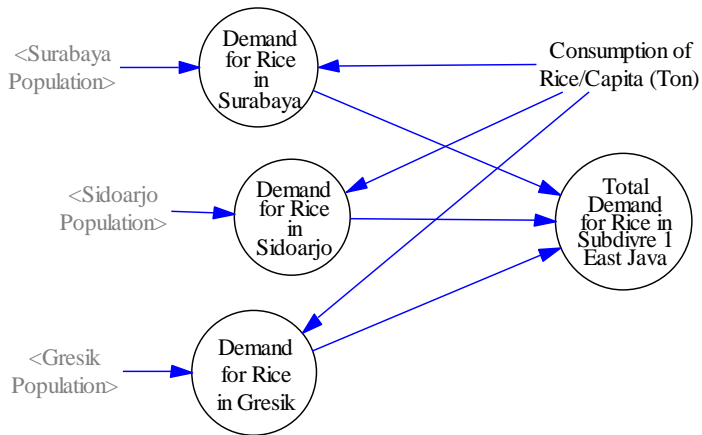 <Surabaya
Population>
Demand
for Rice
in
Surabaya
Consumption of
Rice/Capita (Ton)
<Sidoarjo
Population>
Demand
for Rice
in
Sidoarjo
Total
Demand
for Rice in
Subdivre 1
East Java
<Gresik
Population>
Demand
for Rice
in Gresik